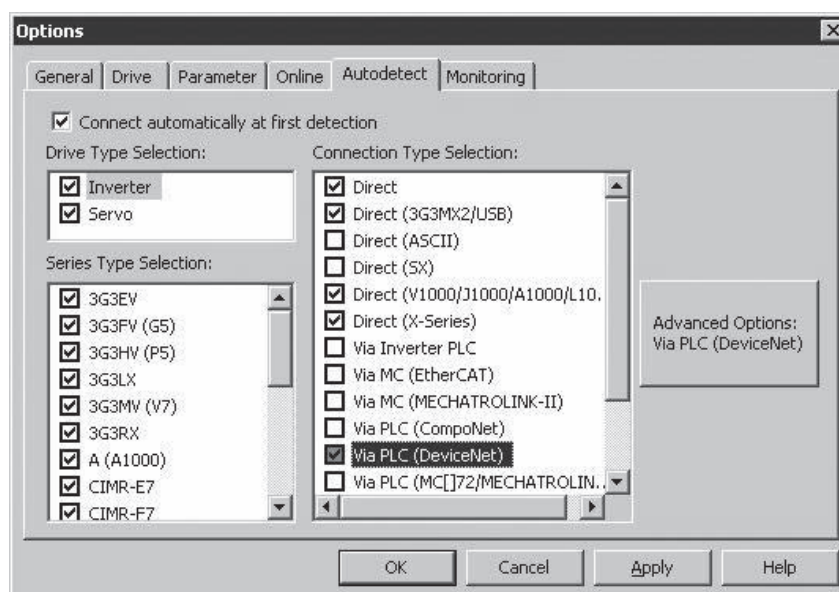 Options
General Drive Parameter Online Autodetect Monitoring
Connect automatically at first detection
Drive Type Selection:
Inverter
Servo
Series Type Selection:
3G3EV
3G3FV (G5)
3G3HV (P5)
3G3LX
3G3MV (V7)
3G3RX
A (A1000)
CIMR-E7
CIMR-F7
Connection Type Selection:
Direct
Direct (3G3MX2/USB)
Direct (ASCII)
Direct (SX)
Direct (V1000/J1000/A1000/L10.
Direct (X-Series)
Via Inverter PLC
Via MC (EtherCAT)
Via MC (MECHATROLINK-II)
Via PLC (CompoNet)
Via PLC (DeviceNet)
Via PLC (MC[]72/MECHATROLIN..
Advanced Options:
Via PLC (DeviceNet)
OK Cancel Apply Help